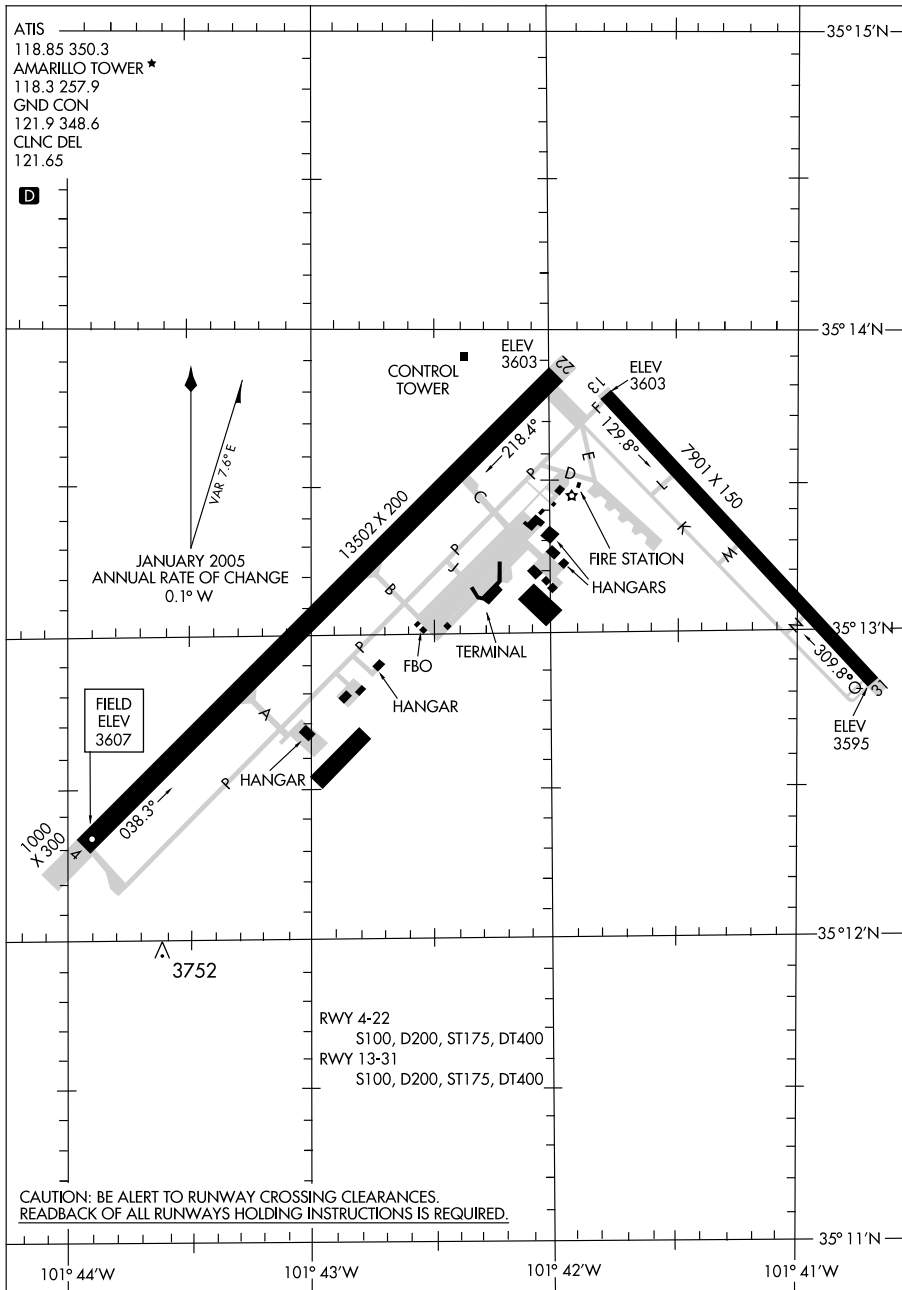 ATIS
118.85 350.3
AMARILLO TOWER ★
118.3 257.9
GND CON
121.9 348.6
CLNC DEL
121.65
D
35° 15′N
35° 14′N
ELEV
3603
22
CONTROL
TOWER
ELEV
3603
13
F
129.8°
218.4°
7901 X 150
VAR 7.6° E
E
P
D
L
C
13502 X 200
K
M
P
J
JANUARY 2005
ANNUAL RATE OF CHANGE
0.1° W
FIRE STATION
HANGARS
B
35° 13′N
N
309.8°
P
FBO
TERMINAL
31
HANGAR
FIELD
ELEV
3607
A
ELEV
3595
HANGAR
P
038.3°
1000
X 300
4
35° 12′N
3752
RWY 4-22
S100, D200, ST175, DT400
RWY 13-31
S100, D200, ST175, DT400
CAUTION: BE ALERT TO RUNWAY CROSSING CLEARANCES.
READBACK OF ALL RUNWAYS HOLDING INSTRUCTIONS IS REQUIRED.
35° 11′N
101° 44′W
101° 43′W
101° 42′W
101° 41′W